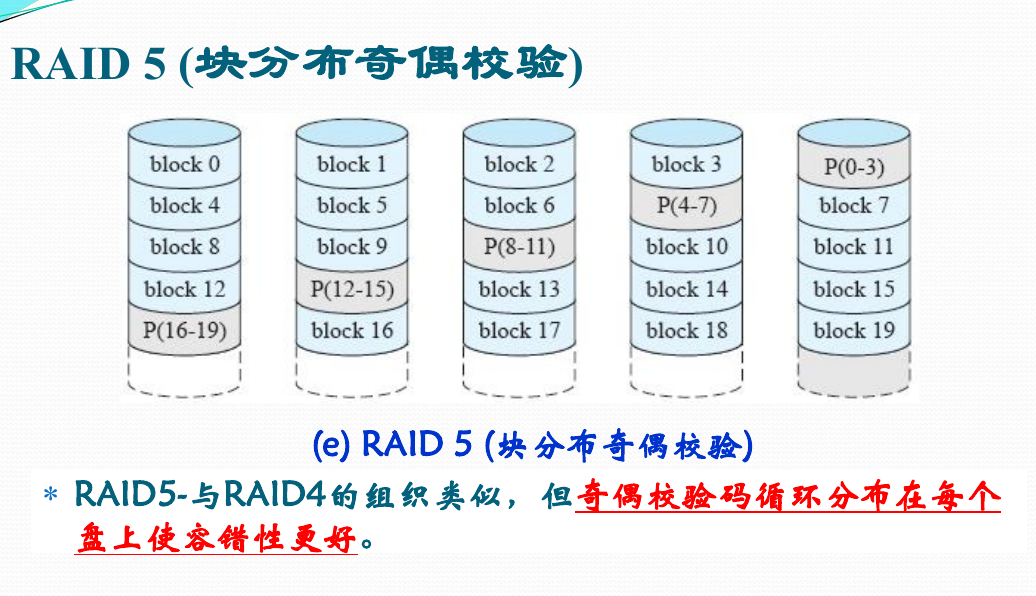 RAID 5 (块分布奇偶校验)
block 0 block 1 block 2 block 3 P(0-3)
block 4 block 5 block 6 P(4-7) block 7
block 8 block 9 P(8-11) block 10 block 11
block 12 P(12-15) block 13 block 14 block 15
P(16-19) block 16 block 17 block 18 block 19
(e) RAID 5 (块分布奇偶校验)
* RAID5-与RAID4的组织类似，但奇偶校验码循环分布在每个
盘上使容错性更好。